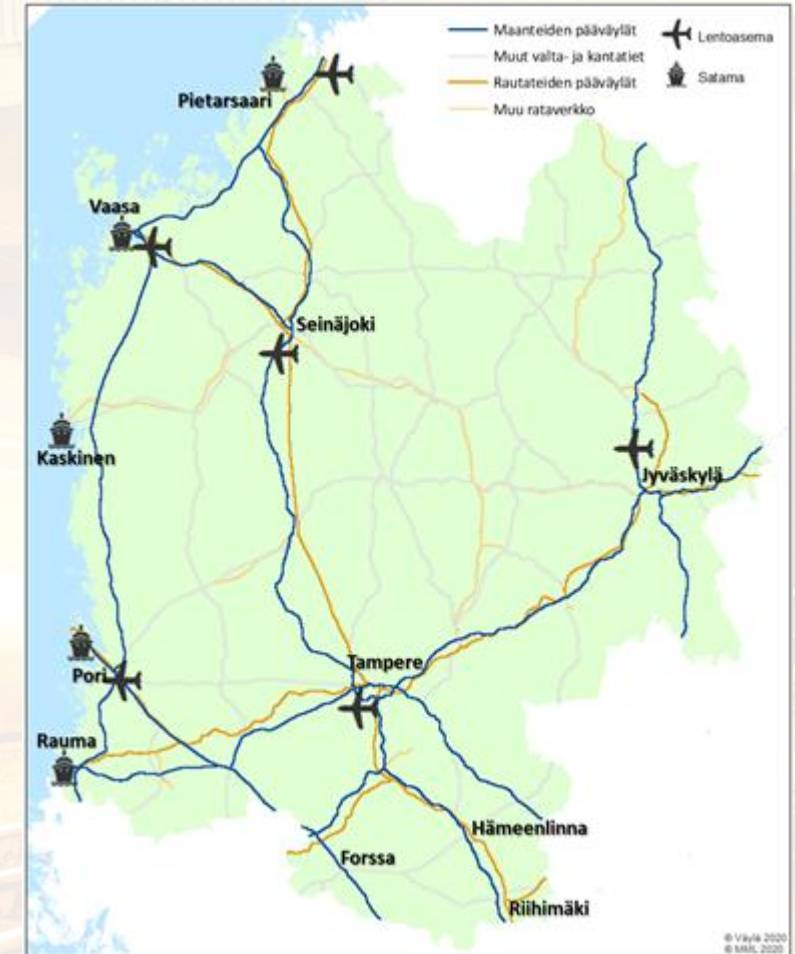 Maanteiden pääväylät
Muut valta- ja kantatiet
Rautateiden pääväylät
Muu rataverkko
Lentoasema
Satama
Pietarsaari
Vaasa
Seinäjoki
Kaskinen
Jyväskylä
Tampere
Pori
Rauma
Hämeenlinna
Forssa
Riihimäki
© Väylä 2020
© MML 2020